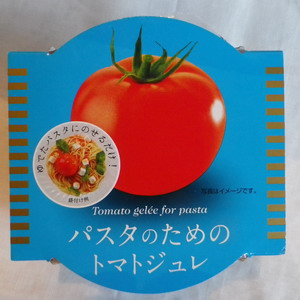 ゆでたパスタにのせるだけ！
盛付け例
写真はイメージです。
Tomato gelée for pasta
パスタのための
トマトジュレ